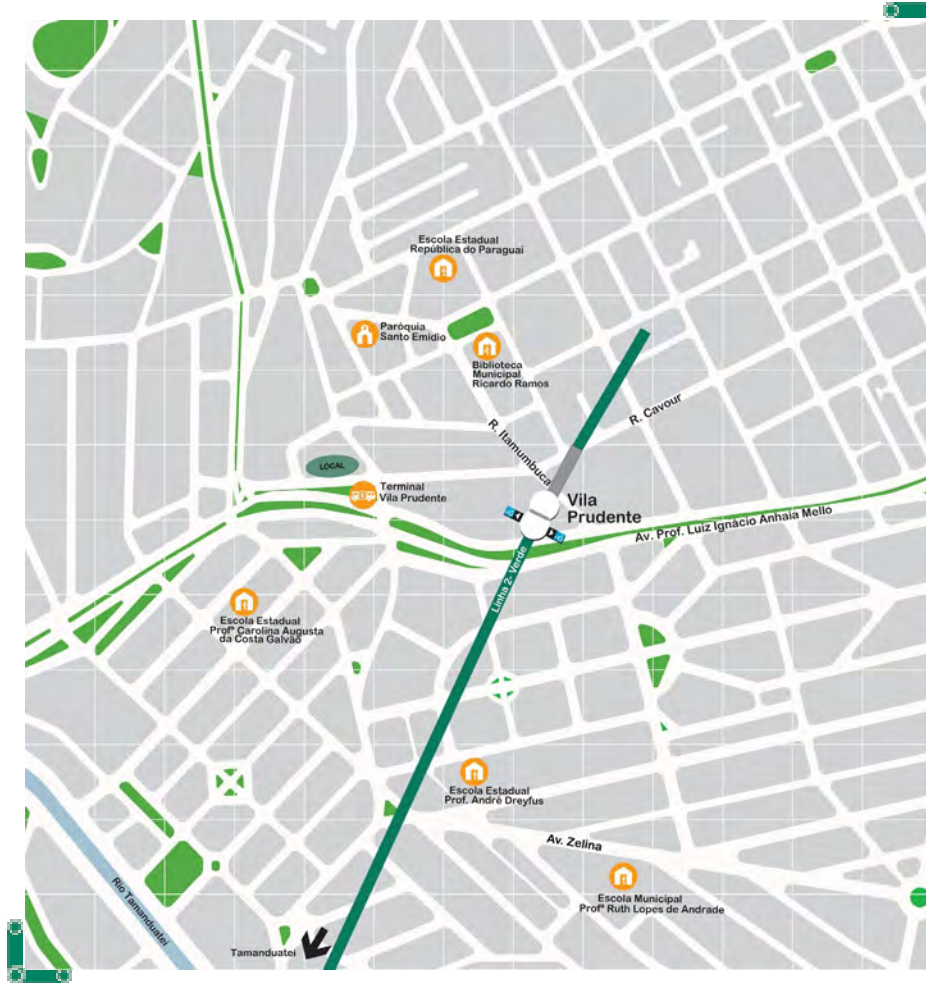 Escola Estadual
República do Paraguai
Paróquia
Santo Emídio
Biblioteca
Municipal
Ricardo Ramos
R. Cavour
R. Itamumbuca
LOCAL
Terminal
Vila Prudente
Vila
Prudente
Av. Prof. Luiz Ignácio Anhaia Mello
Linha 2- Verde
Escola Estadual
Profª Carolina Augusta
da Costa Galvão
Escola Estadual
Prof. André Dreyfus
Av. Zelina
Escola Municipal
Profª Ruth Lopes de Andrade
Rio Tamanduateí
Tamanduateí